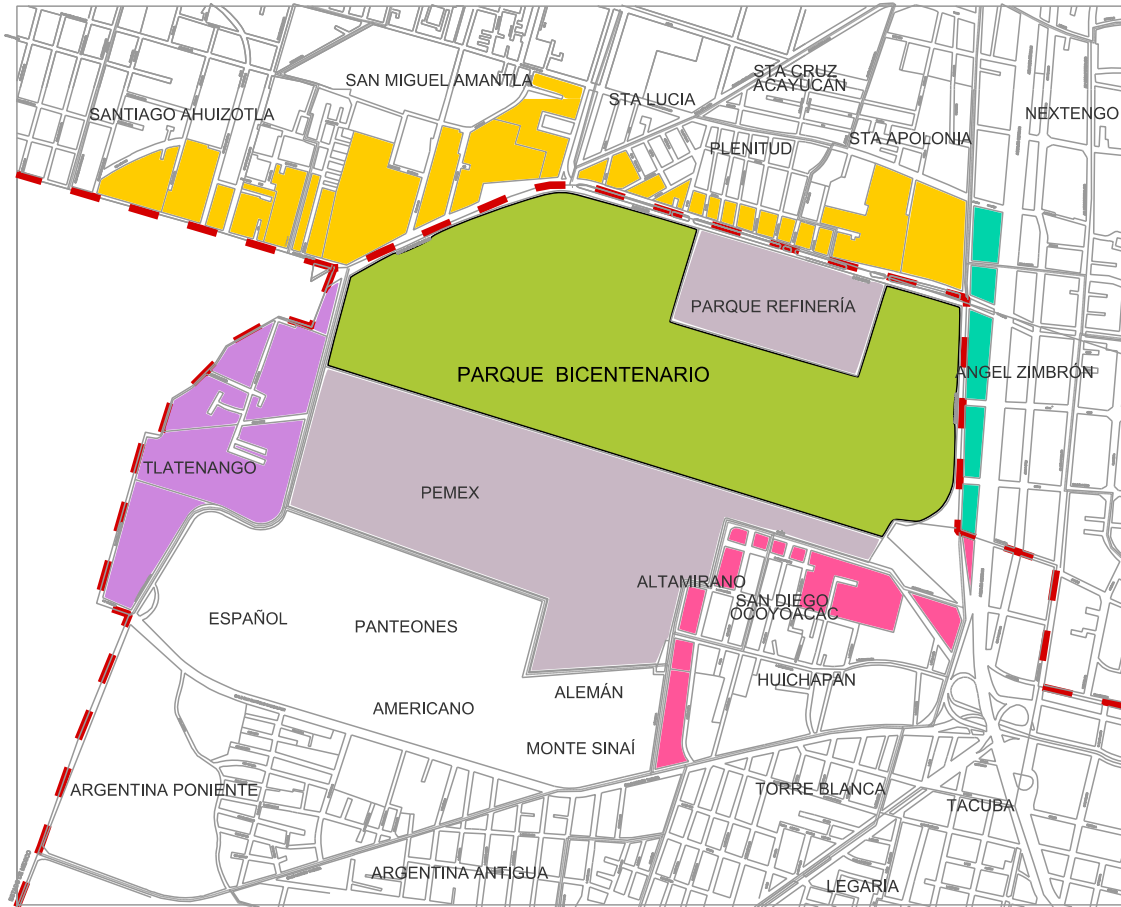 SAN MIGUEL AMANTLA
STA CRUZ
ACAYUCAN
STA LUCIA
SANTIAGO AHUIZOTLA
NEXTENGO
STA APOLONIA
PLENITUD
PARQUE REFINERÍA
PARQUE BICENTENARIO
ANGEL ZIMBRÓN
TLATENANGO
PEMEX
ALTAMIRANO
SAN DIEGO
OCOYOACAC
ESPAÑOL
PANTEONES
HUICHAPAN
ALEMÁN
AMERICANO
MONTE SINAÍ
ARGENTINA PONIENTE
TORRE BLANCA
TACUBA
ARGENTINA ANTIGUA
LEGARIA